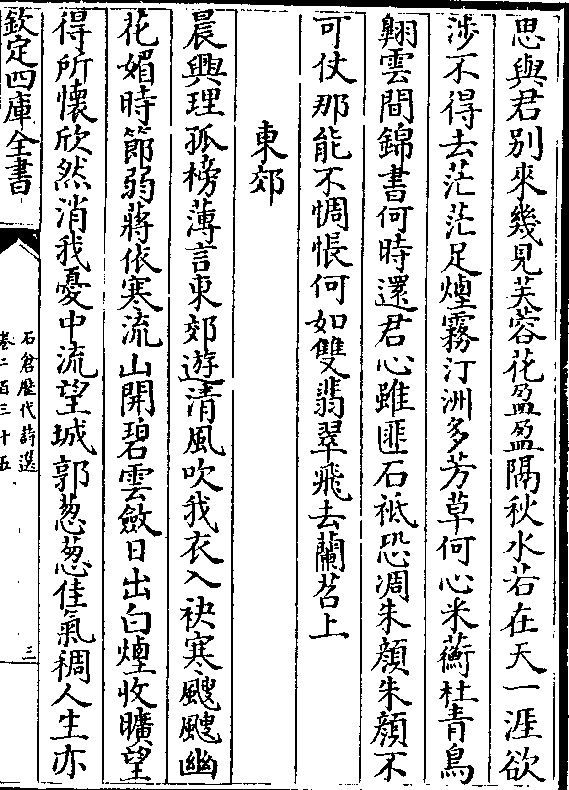 思與君别來幾見芙蓉花盈盈隔秋水若在天一涯欲
涉不得去茫茫足煙霧汀洲多芳草何心采蘅杜青鳥
翱雲間錦書何時還君心雖匪石祗恐凋朱顔朱顔不
可仗那能不惆悵何如雙翡翠飛去蘭苕上
東郊
晨興理孤榜薄言東郊遊清風吹我衣入袂寒颼颼幽
花媚時節弱蔣依寒流山開碧雲斂日出白煙收曠望
得所懷欣然消我憂中流望城郭葱葱佳氣稠人生亦
欽定四庫全書
石倉歴代詩選
卷二百三十五
三